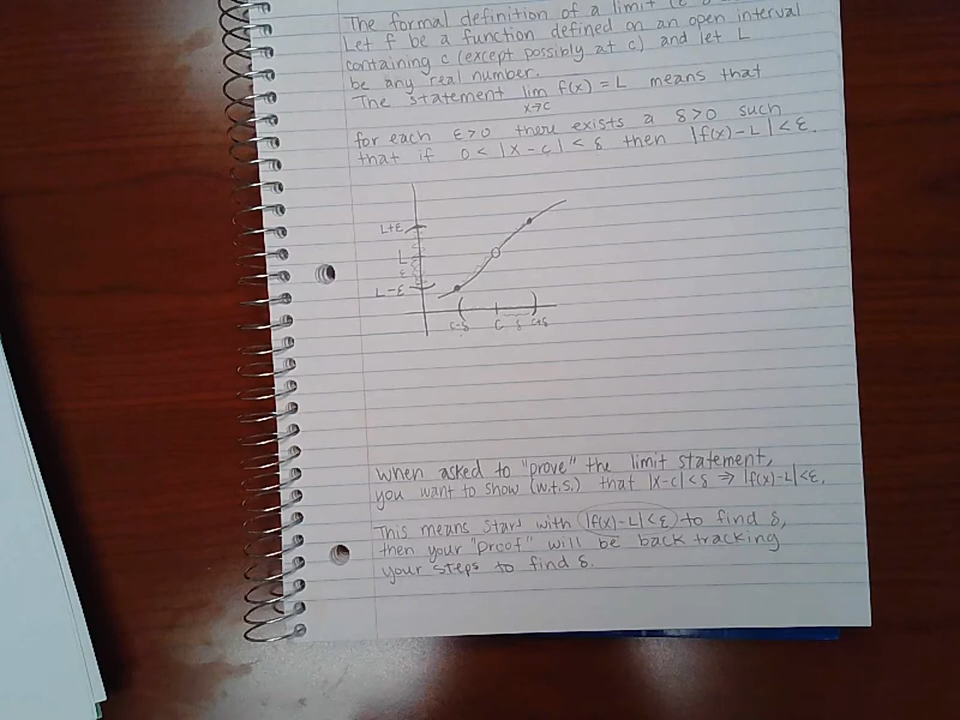 The formal definition of a limit (ε
Let f be a function defined on an open interval
containing c (except possibly at c) and let L
be any real number.
The statement lim f(x) = L means that
x→c
for each ε>0 there exists a δ>0 such
that if 0 < |x-c| < δ then |f(x)-L| < ε.
L+ε
L
ε
L-ε
c-δ c δ c+δ
When asked to "prove" the limit statement,
you want to show (w.t.s.) that |x-c|<δ ⇒ |f(x)-L|<ε.
This means start with |f(x)-L|<ε to find δ,
then your "proof" will be back tracking
your steps to find δ.